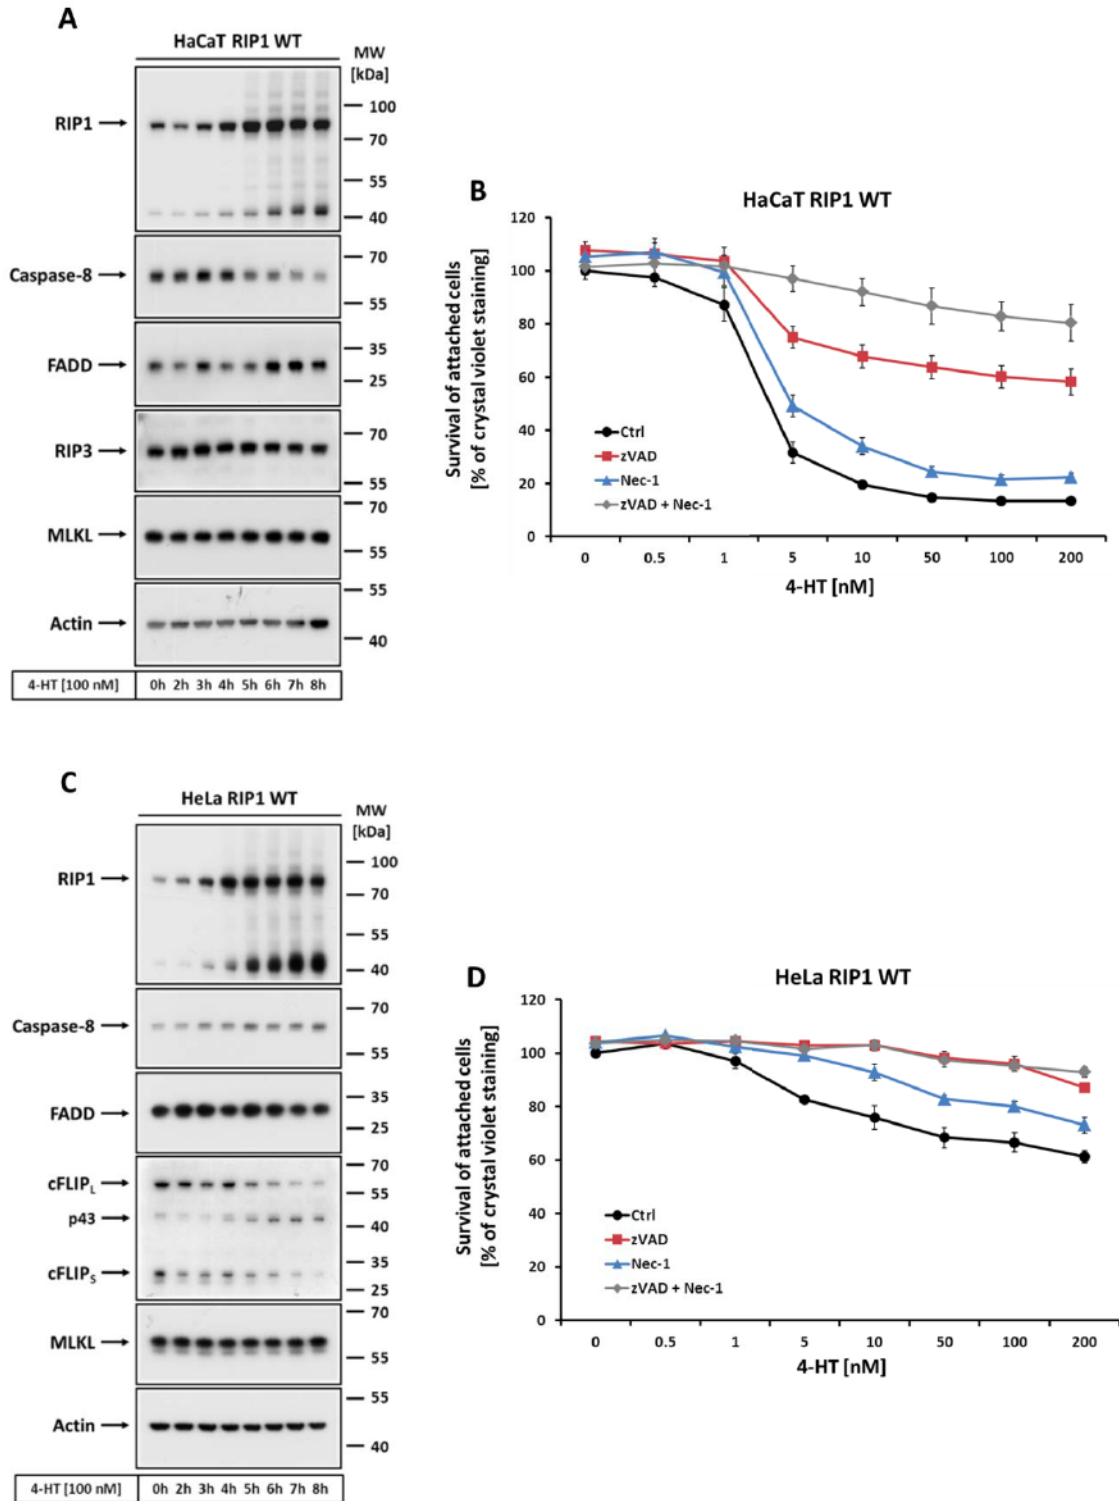 A
HaCaT RIP1 WT
MW
[kDa]
RIP1
100
70
55
40
Caspase-8
70
55
FADD
35
25
RIP3
70
55
MLKL
70
55
Actin
55
40
4-HT [100 nM] 0h 2h 3h 4h 5h 6h 7h 8h
B
HaCaT RIP1 WT
Survival of attached cells
[% of crystal violet staining]
120
100
80
60
40
20
0
Ctrl
zVAD
Nec-1
zVAD + Nec-1
0 0.5 1 5 10 50 100 200
4-HT [nM]
C
HeLa RIP1 WT
MW
[kDa]
RIP1
100
70
55
40
Caspase-8
70
55
FADD
35
25
cFLIPL
p43
cFLIPS
70
55
40
35
25
MLKL
70
55
Actin
55
40
4-HT [100 nM] 0h 2h 3h 4h 5h 6h 7h 8h
D
HeLa RIP1 WT
Survival of attached cells
[% of crystal violet staining]
120
100
80
60
40
20
0
Ctrl
zVAD
Nec-1
zVAD + Nec-1
0 0.5 1 5 10 50 100 200
4-HT [nM]